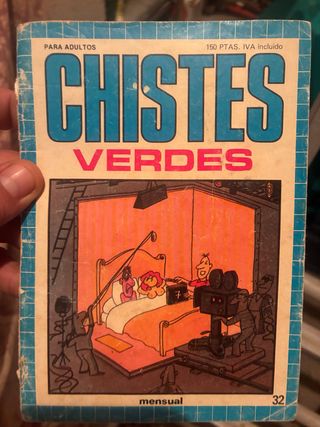 PARA ADULTOS 150 PTAS. IVA incluido
CHISTES
VERDES
mensual 32